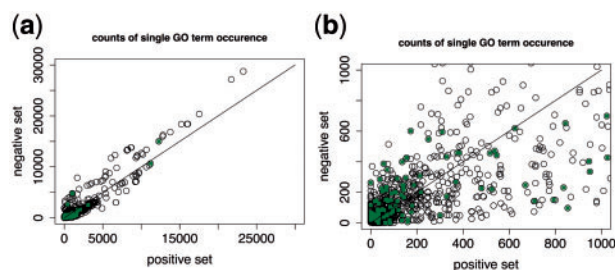 (a)
counts of single GO term occurence
negative set
30000
20000
10000
0
0 5000 15000 25000
positive set
(b)
counts of single GO term occurence
negative set
1000
600
200
0
0 200 400 600 800 1000
positive set